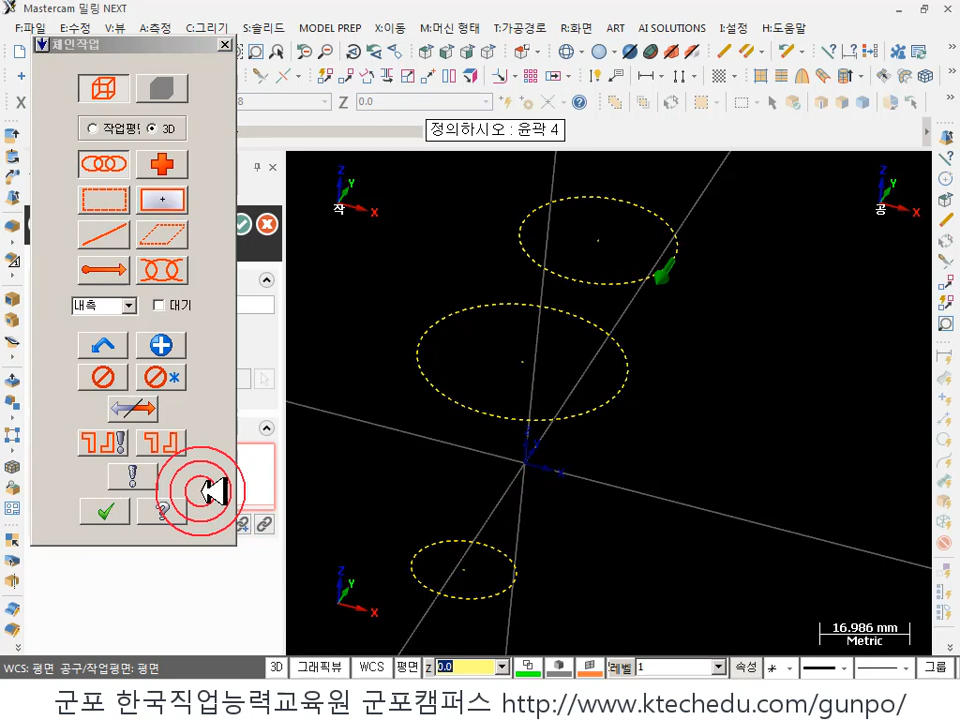 Mastercam 밀링 NEXT
F:파일 E:수정 V:뷰 A:측정 C:그리기 S:솔리드 MODEL PREP X:이동 M:머신 형태 T:가공경로 R:화면 ART AI SOLUTIONS I:설정 H:도움말
체인작업
X 8 Z 0.0
작업평면 3D
정의하시오 : 윤곽 4
Z Y X 작
Z Y X 공
내측 대기
Z Y X
16.986 mm
Metric
WCS: 평면 공구/작업평면: 평면 3D 그래픽뷰 WCS 평면 Z 0.0 레벨 1 속성 그룹
군포 한국직업능력교육원 군포캠퍼스 http://www.ktechedu.com/gunpo/